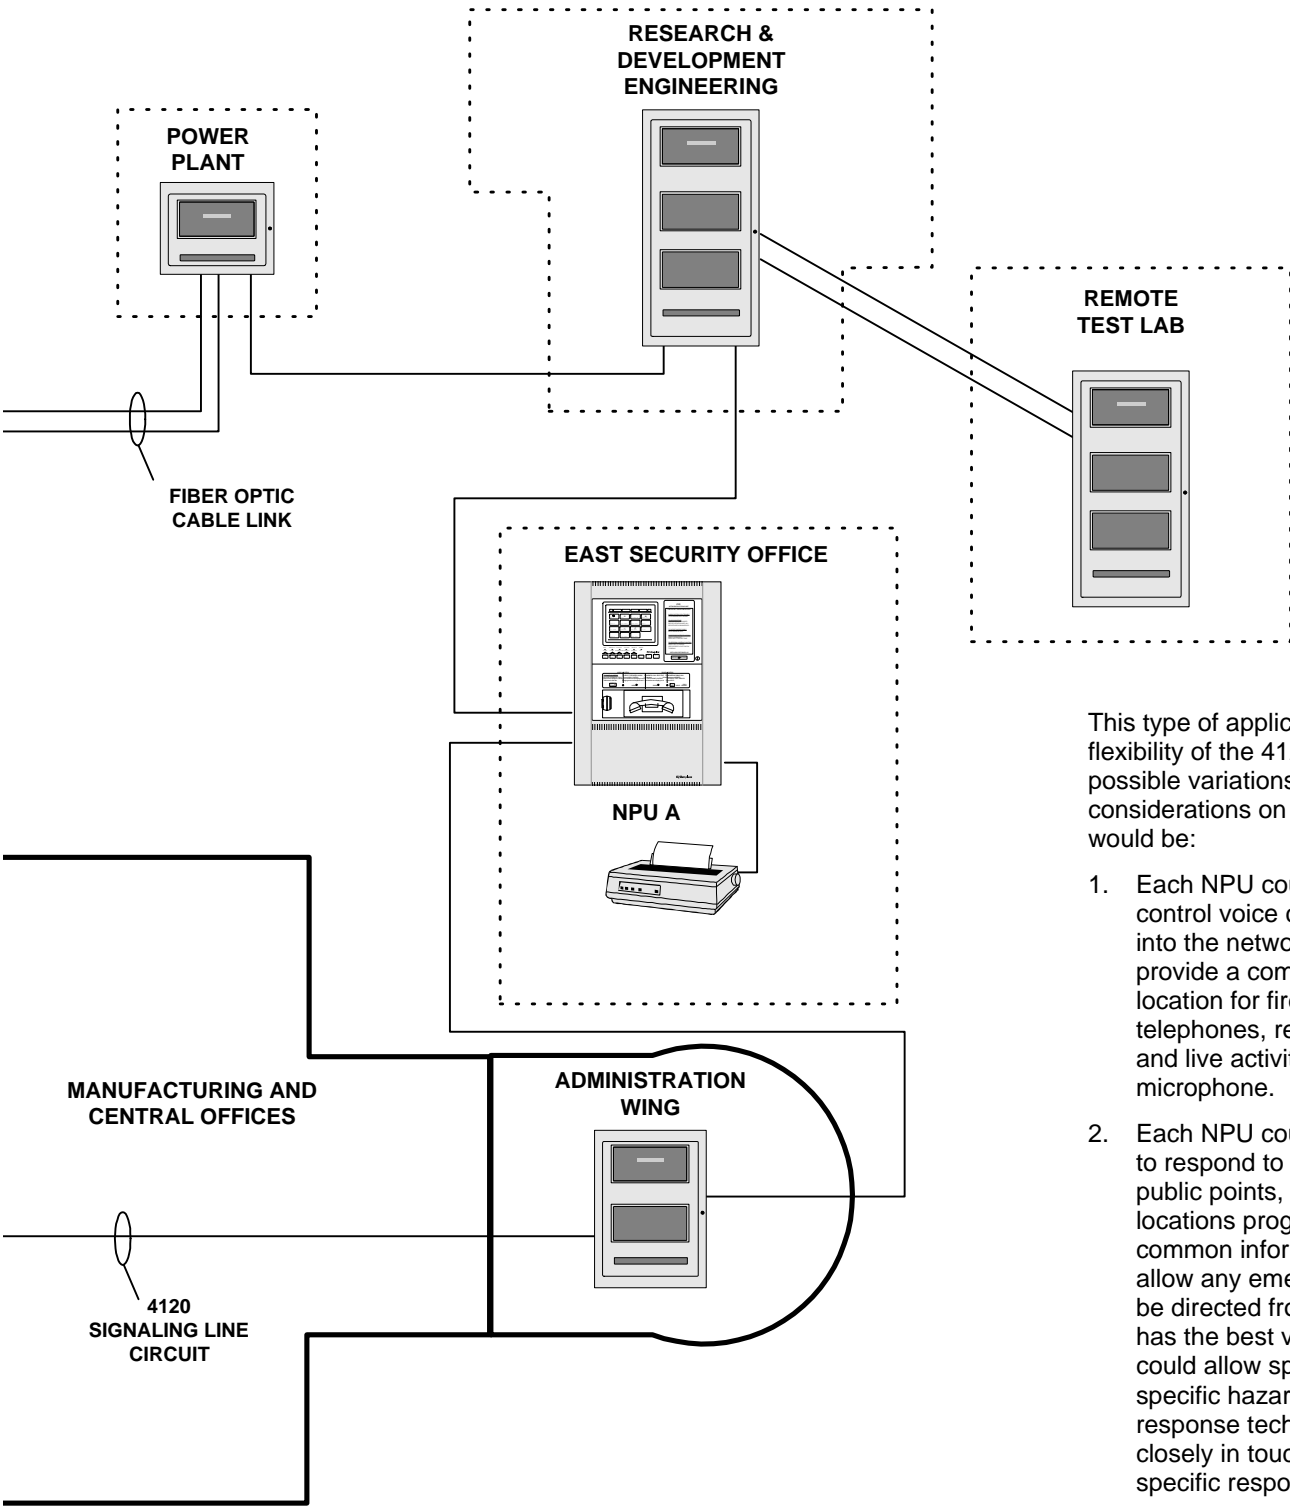 RESEARCH &
DEVELOPMENT
ENGINEERING
POWER
PLANT
REMOTE
TEST LAB
FIBER OPTIC
CABLE LINK
EAST SECURITY OFFICE
NPU A
MANUFACTURING AND
CENTRAL OFFICES
ADMINISTRATION
WING
4120
SIGNALING LINE
CIRCUIT
This type of applic
flexibility of the 41
possible variations
considerations on
would be:
1. Each NPU cou
control voice c
into the netwo
provide a com
location for fire
telephones, re
and live activit
microphone.
2. Each NPU cou
to respond to
public points,
locations prog
common infor
allow any eme
be directed fro
has the best v
could allow sp
specific hazar
response tech
closely in touc
specific respo